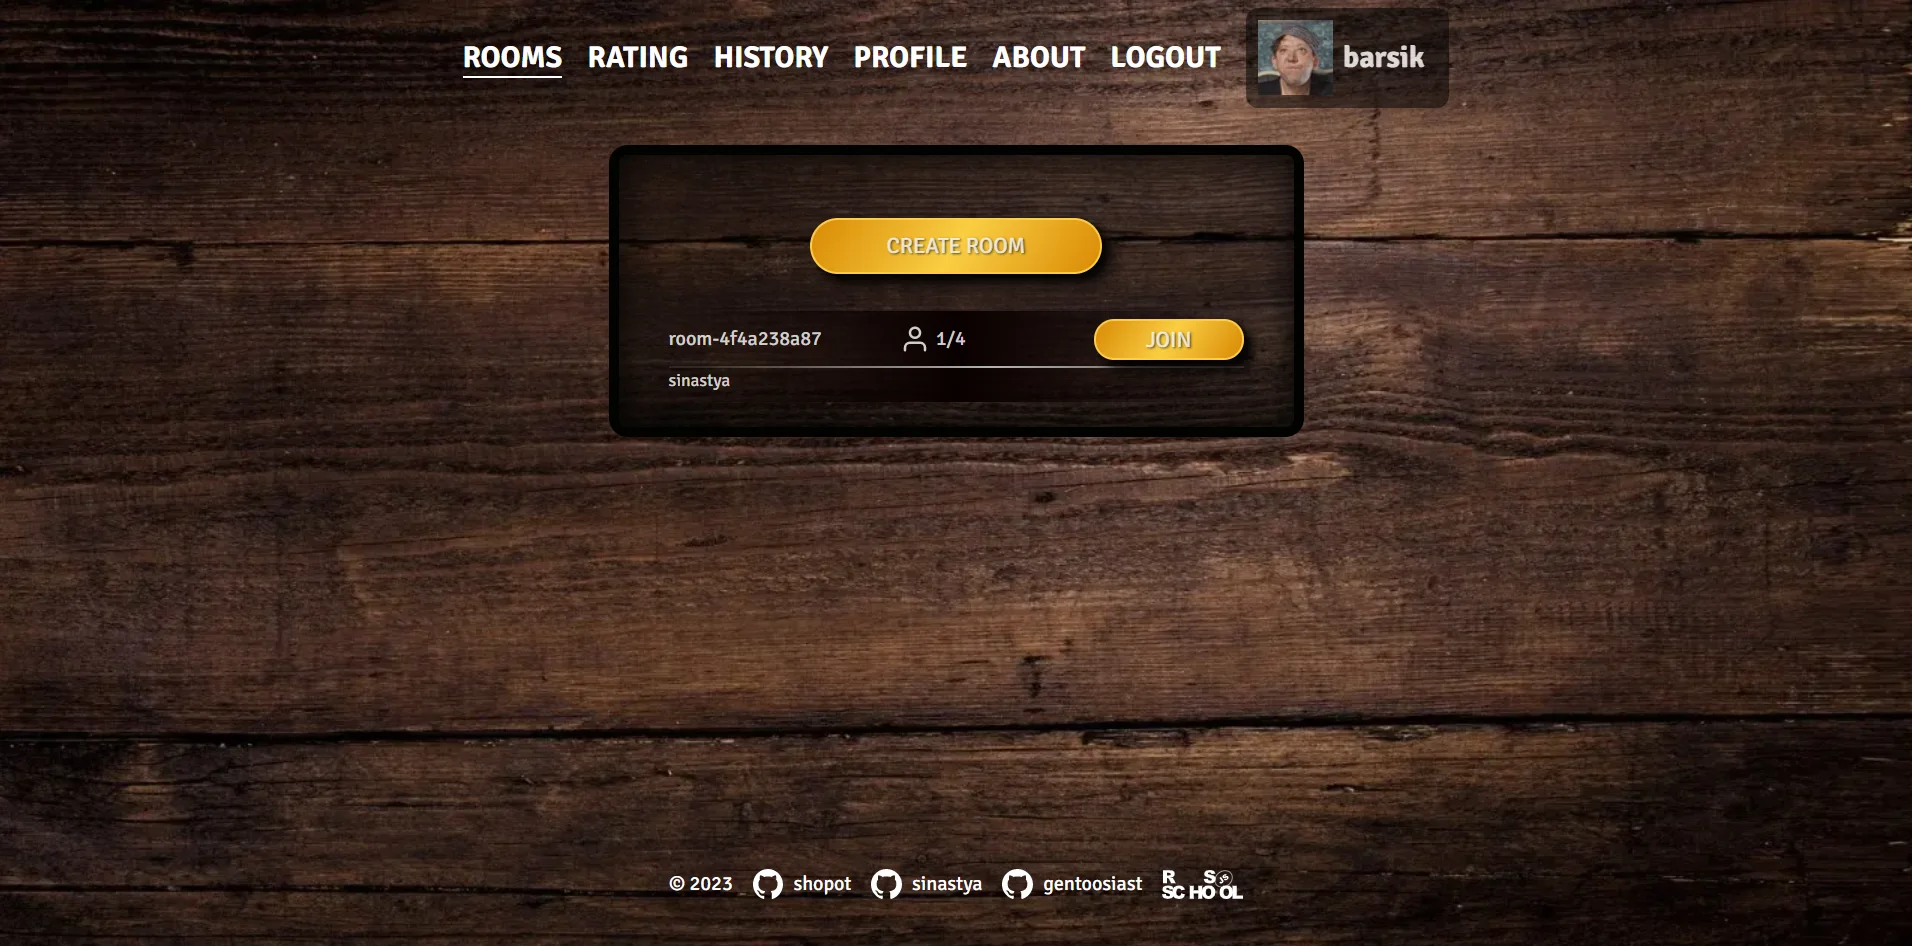 ROOMS RATING HISTORY PROFILE ABOUT LOGOUT barsik
CREATE ROOM
room-4f4a238a87 1/4 JOIN
sinastya
© 2023 shopot sinastya gentoosiast RS SCHOOL JS